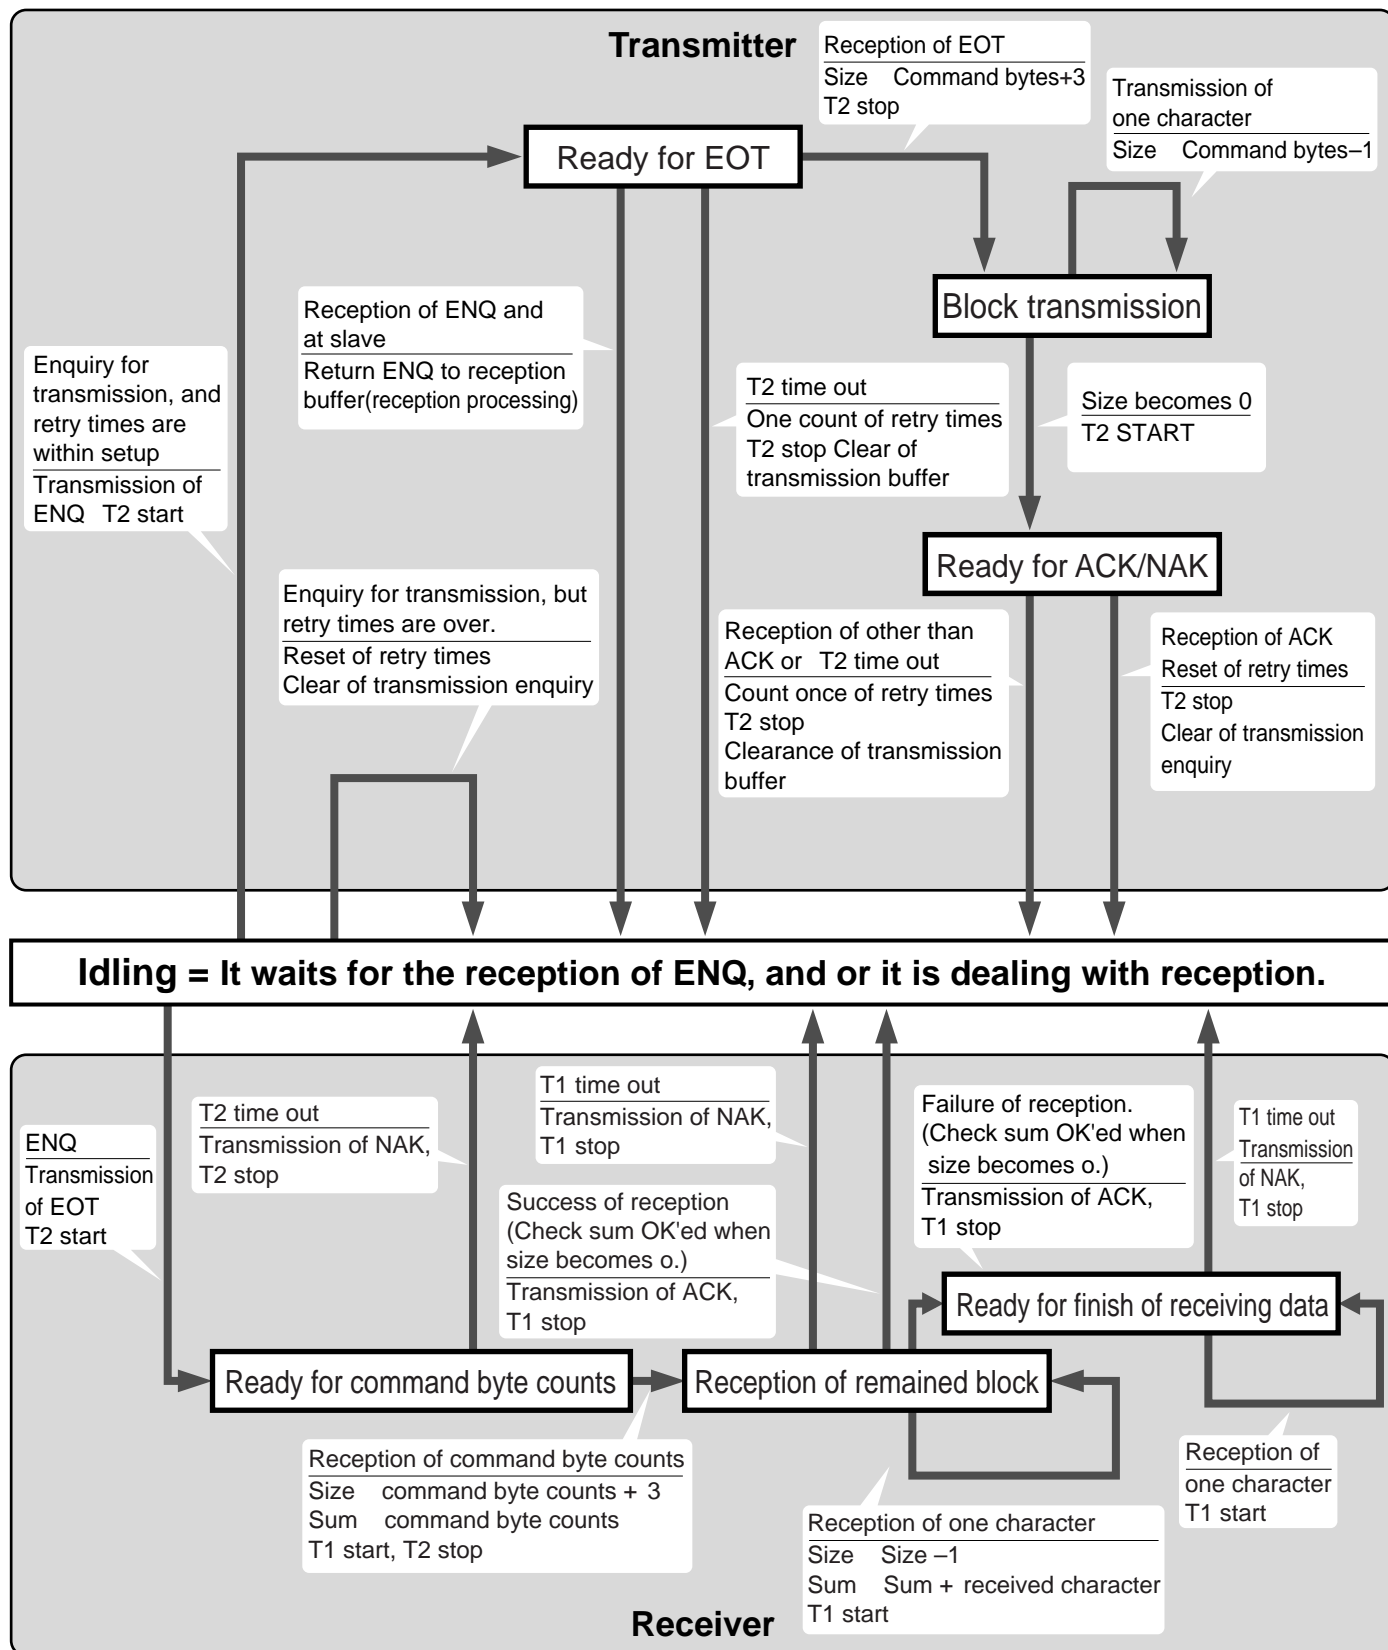 Transmitter
Reception of EOT
Size Command bytes+3
T2 stop
Transmission of
one character
Size Command bytes–1
Ready for EOT
Block transmission
Reception of ENQ and
at slave
Return ENQ to reception
buffer(reception processing)
Enquiry for
transmission, and
retry times are
within setup
Transmission of
ENQ T2 start
T2 time out
One count of retry times
T2 stop Clear of
transmission buffer
Size becomes 0
T2 START
Ready for ACK/NAK
Enquiry for transmission, but
retry times are over.
Reset of retry times
Clear of transmission enquiry
Reception of other than
ACK or T2 time out
Count once of retry times
T2 stop
Clearance of transmission
buffer
Reception of ACK
Reset of retry times
T2 stop
Clear of transmission
enquiry
Idling = It waits for the reception of ENQ, and or it is dealing with reception.
ENQ
Transmission
of EOT
T2 start
T2 time out
Transmission of NAK,
T2 stop
T1 time out
Transmission of NAK,
T1 stop
Success of reception
(Check sum OK'ed when
size becomes o.)
Transmission of ACK,
T1 stop
Failure of reception.
(Check sum OK'ed when
size becomes o.)
Transmission of ACK,
T1 stop
T1 time out
Transmission
of NAK,
T1 stop
Ready for finish of receiving data
Ready for command byte counts
Reception of remained block
Reception of command byte counts
Size command byte counts + 3
Sum command byte counts
T1 start, T2 stop
Reception of one character
Size Size –1
Sum Sum + received character
T1 start
Reception of
one character
T1 start
Receiver